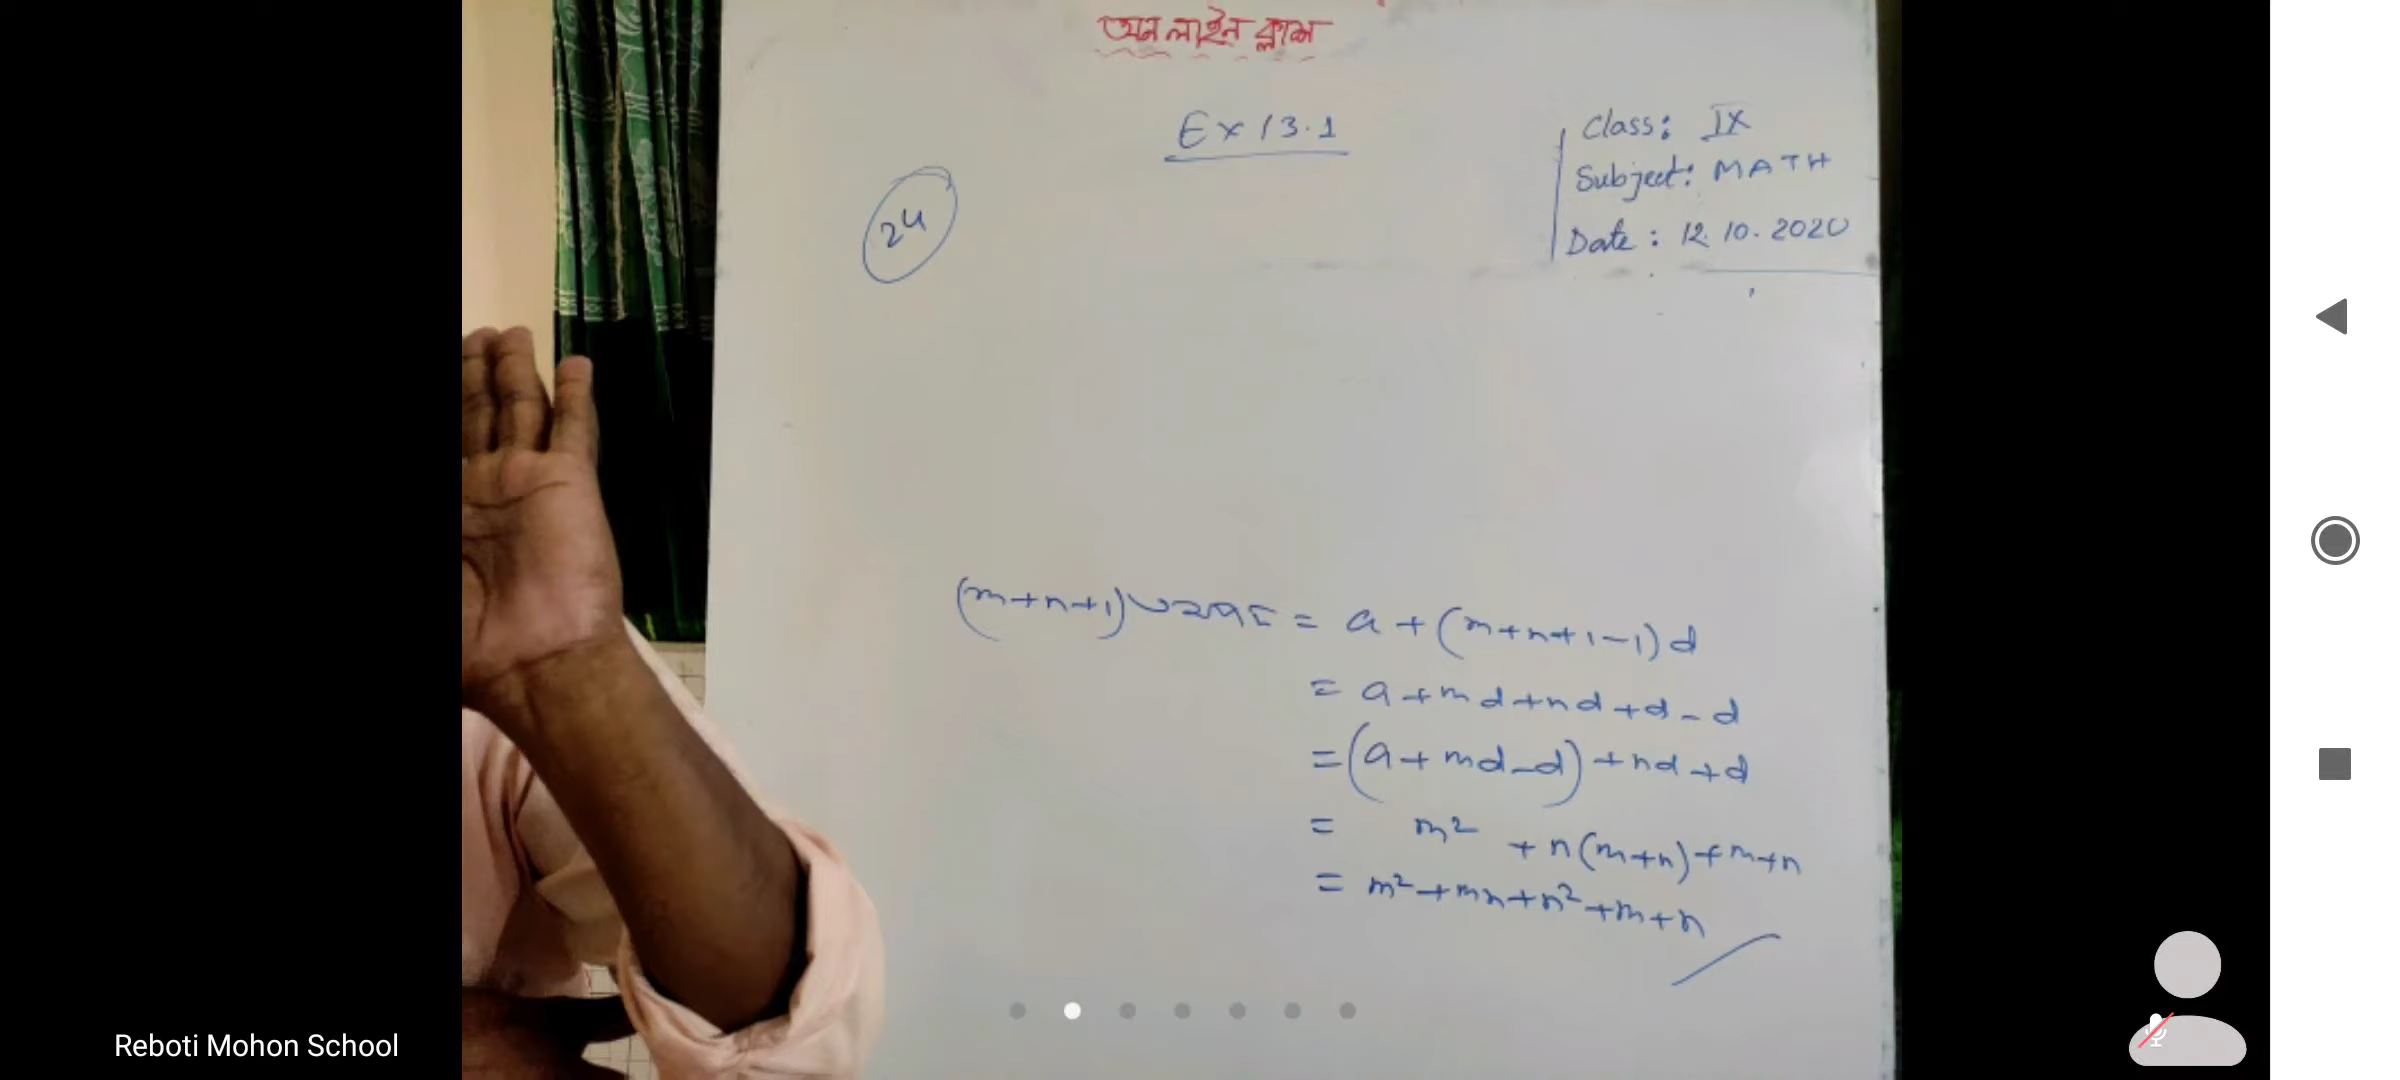 অন লাইন ক্লাশ
Ex 13.1
Class: IX
Subject: MATH
Date: 12.10.2020
24
(m+n+1) তম পদ = a + (m+n+1-1)d
= a + md+nd+d-d
= (a+md-d)+nd+d
= m² + n(m+n)+m+n
= m²+mn+n²+m+n
Reboti Mohon School